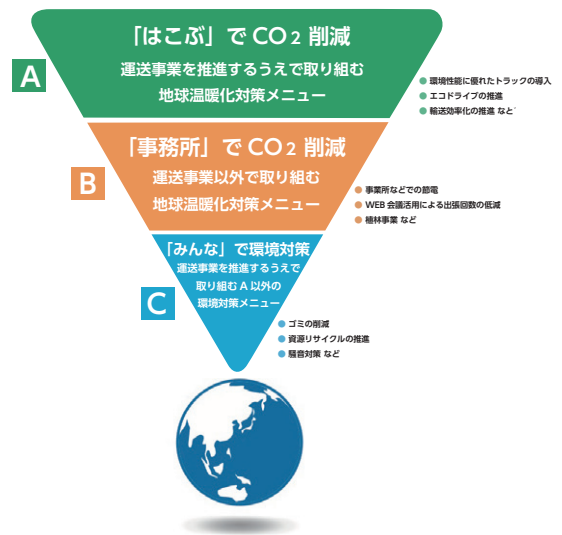 「はこぶ」で CO2 削減
運送事業を推進するうえで取り組む
地球温暖化対策メニュー
A
環境性能に優れたトラックの導入
エコドライブの推進
輸送効率化の推進 など
「事務所」で CO2 削減
運送事業以外で取り組む
地球温暖化対策メニュー
B
事業所などでの節電
WEB 会議活用による出張回数の低減
植林事業 など
「みんな」で環境対策
運送事業を推進するうえで
取り組む A 以外の
環境対策メニュー
C
ゴミの削減
資源リサイクルの推進
騒音対策 など